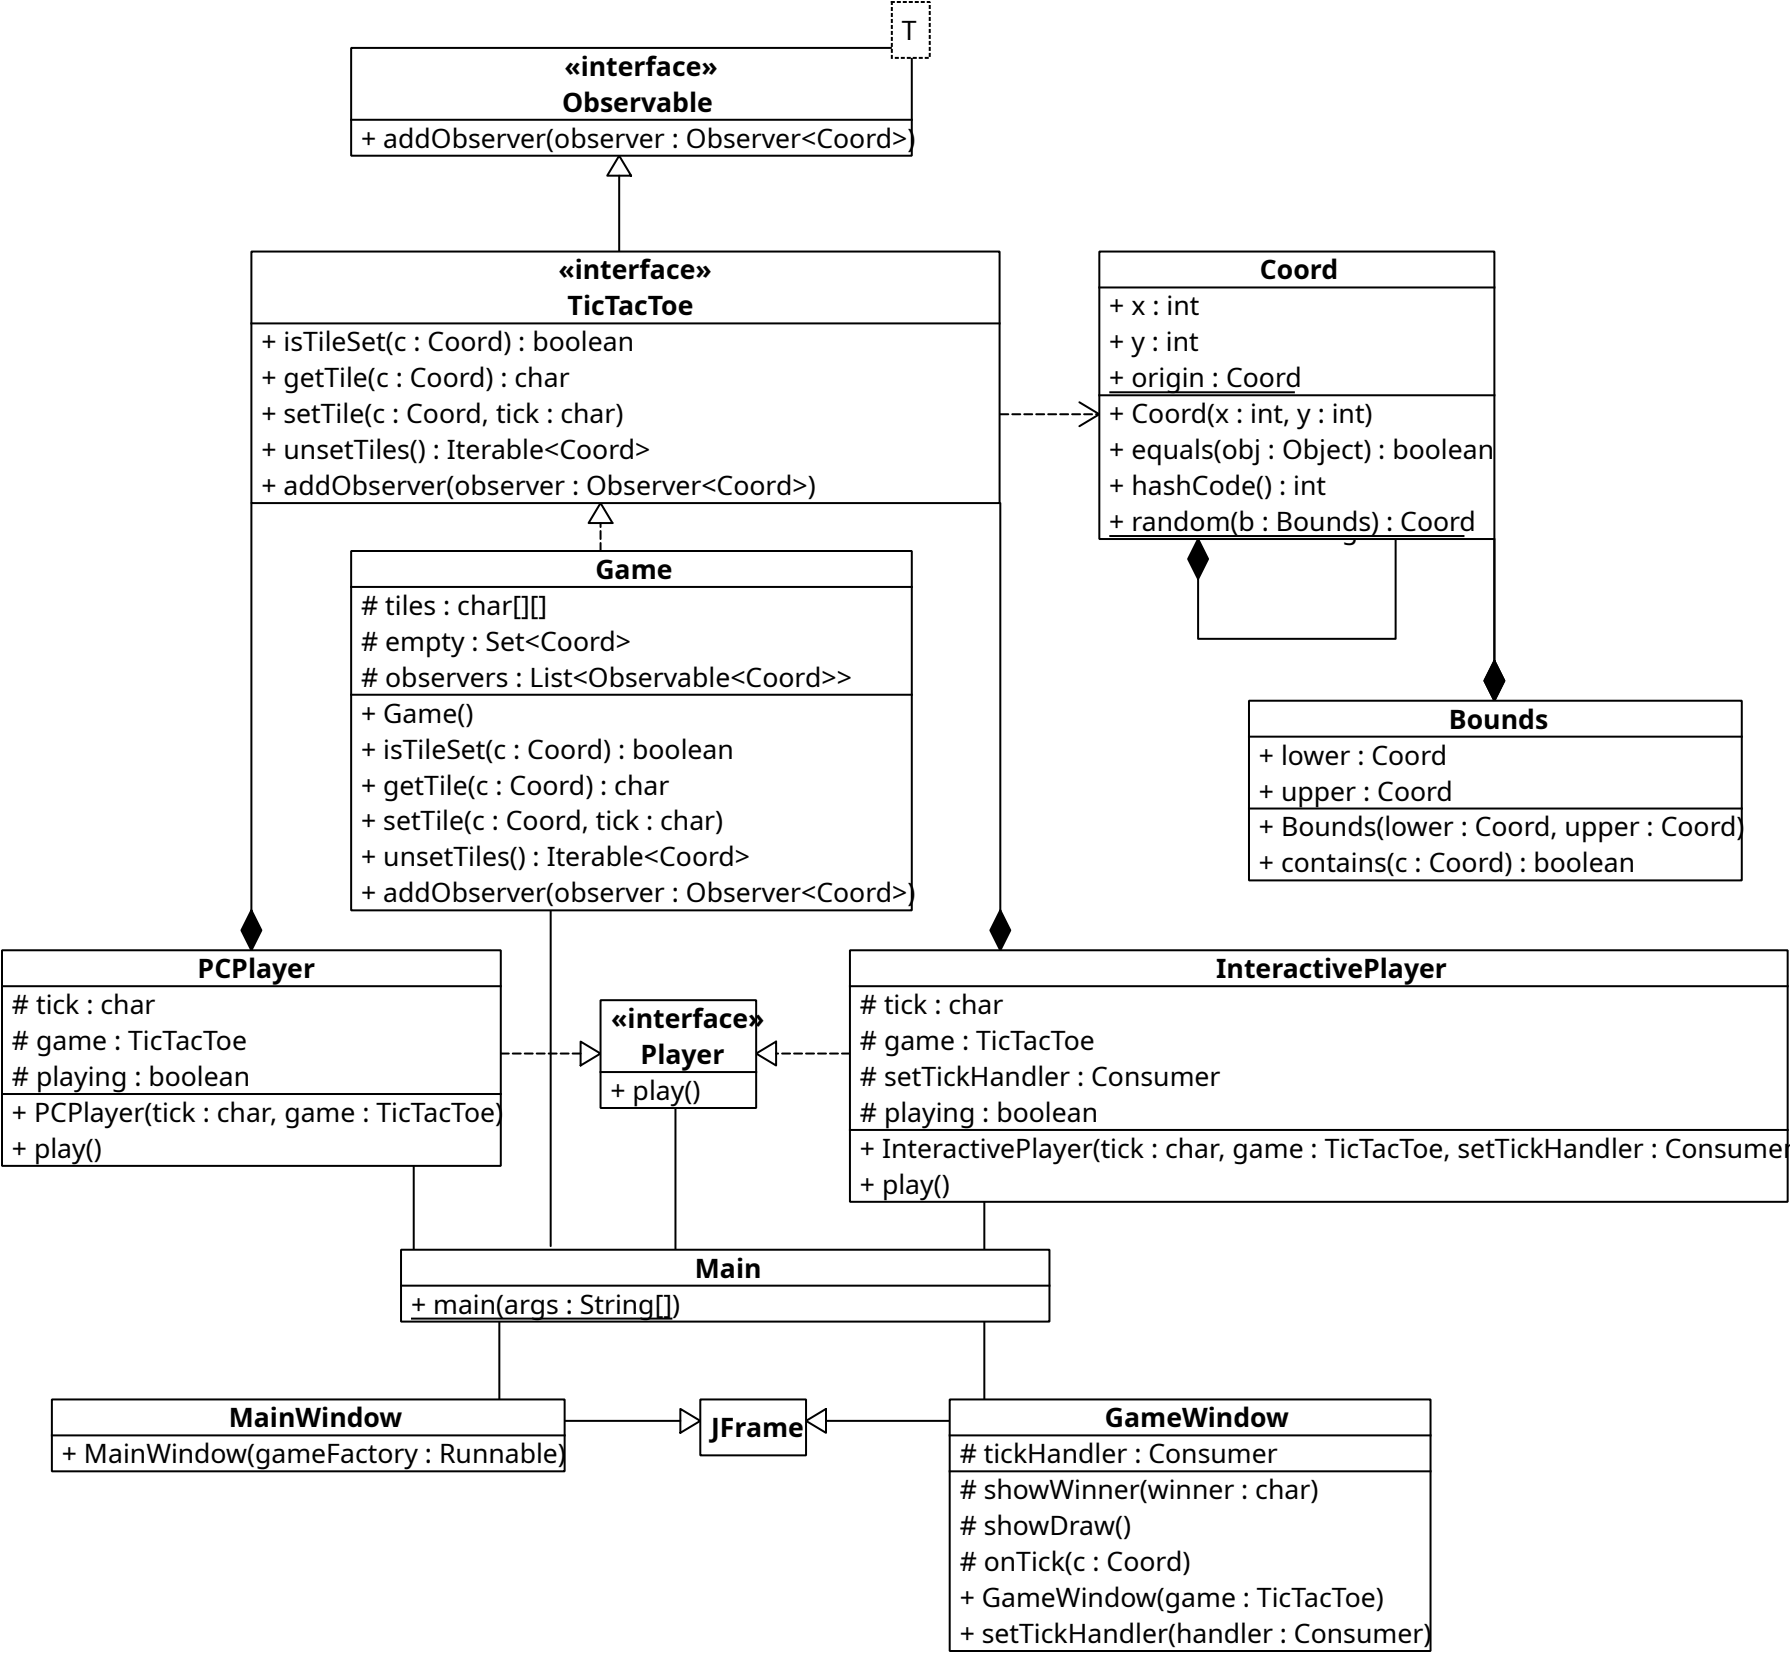 T
«interface»
Observable
+ addObserver(observer : Observer<Coord>)
«interface»
TicTacToe
+ isTileSet(c : Coord) : boolean
+ getTile(c : Coord) : char
+ setTile(c : Coord, tick : char)
+ unsetTiles() : Iterable<Coord>
+ addObserver(observer : Observer<Coord>)
Coord
+ x : int
+ y : int
+ origin : Coord
+ Coord(x : int, y : int)
+ equals(obj : Object) : boolean
+ hashCode() : int
+ random(b : Bounds) : Coord
Game
# tiles : char[][]
# empty : Set<Coord>
# observers : List<Observable<Coord>>
+ Game()
+ isTileSet(c : Coord) : boolean
+ getTile(c : Coord) : char
+ setTile(c : Coord, tick : char)
+ unsetTiles() : Iterable<Coord>
+ addObserver(observer : Observer<Coord>)
Bounds
+ lower : Coord
+ upper : Coord
+ Bounds(lower : Coord, upper : Coord)
+ contains(c : Coord) : boolean
PCPlayer
# tick : char
# game : TicTacToe
# playing : boolean
+ PCPlayer(tick : char, game : TicTacToe)
+ play()
«interface»
Player
+ play()
InteractivePlayer
# tick : char
# game : TicTacToe
# setTickHandler : Consumer
# playing : boolean
+ InteractivePlayer(tick : char, game : TicTacToe, setTickHandler : Consumer
+ play()
Main
+ main(args : String[])
MainWindow
+ MainWindow(gameFactory : Runnable)
JFrame
GameWindow
# tickHandler : Consumer
# showWinner(winner : char)
# showDraw()
# onTick(c : Coord)
+ GameWindow(game : TicTacToe)
+ setTickHandler(handler : Consumer)